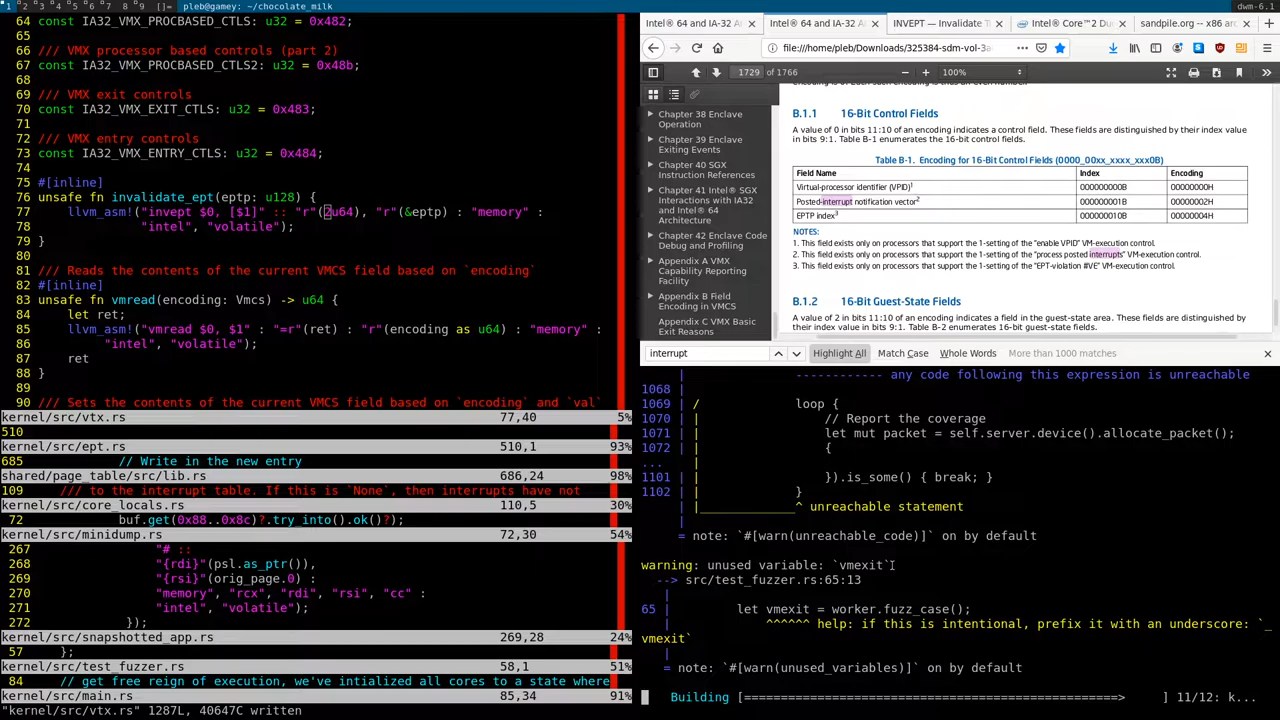 1 2 3 4 5 6 7 8 9 []= pleb@gamey: ~/chocolate_milk dwm-6.1
64 const IA32_VMX_PROCBASED_CTLS: u32 = 0x482;
65
66 /// VMX processor based controls (part 2)
67 const IA32_VMX_PROCBASED_CTLS2: u32 = 0x48b;
68
69 /// VMX exit controls
70 const IA32_VMX_EXIT_CTLS: u32 = 0x483;
71
72 /// VMX entry controls
73 const IA32_VMX_ENTRY_CTLS: u32 = 0x484;
74
75 #[inline]
76 unsafe fn invalidate_ept(eptp: u128) {
77 llvm_asm!("invept $0, [$1]" :: "r"(2u64), "r"(&eptp) : "memory" :
78 "intel", "volatile");
79 }
80
81 /// Reads the contents of the current VMCS field based on `encoding`
82 #[inline]
83 unsafe fn vmread(encoding: Vmcs) -> u64 {
84 let ret;
85 llvm_asm!("vmread $0, $1" : "=r"(ret) : "r"(encoding as u64) : "memory" :
86 "intel", "volatile");
87 ret
88 }
89
90 /// Sets the contents of the current VMCS field based on `encoding` and `val`
kernel/src/vtx.rs 77,40 5%
510
kernel/src/ept.rs 510,1 93%
685 // Write in the new entry
shared/page_table/src/lib.rs 686,24 98%
109 /// to the interrupt table. If this is `None`, then interrupts have not
kernel/src/core_locals.rs 110,5 30%
72 buf.get(0x88..0x8c)?.try_into().ok()?);
kernel/src/minidump.rs 72,30 54%
267 "# ::
268 "{rdi}"(psl.as_ptr()),
269 "{rsi}"(orig_page.0) :
270 "memory", "rcx", "rdi", "rsi", "cc" :
271 "intel", "volatile");
272 });
kernel/src/snapshotted_app.rs 269,28 24%
57 };
kernel/src/test_fuzzer.rs 58,1 51%
84 // get free reign of execution, we've intialized all cores to a state where
kernel/src/main.rs 85,34 91%
"kernel/src/vtx.rs" 1287L, 40647C written
Intel® 64 and IA-32 A Intel® 64 and IA-32 A INVEPT — Invalidate T Intel® Core™2 Du sandpile.org -- x86 ar
file:///home/pleb/Downloads/325384-sdm-vol-3a
1729 of 1766 100%
Chapter 38 Enclave
Operation
Chapter 39 Enclave
Exiting Events
Chapter 40 SGX
Instruction References
Chapter 41 Intel® SGX
Interactions with IA32
and Intel® 64
Architecture
Chapter 42 Enclave Code
Debug and Profiling
Appendix A VMX
Capability Reporting
Facility
Appendix B Field
Encoding in VMCS
Appendix C VMX Basic
Exit Reasons
B.1.1 16-Bit Control Fields
A value of 0 in bits 11:10 of an encoding indicates a control field. These fields are distinguished by their index value
in bits 9:1. Table B-1 enumerates the 16-bit control fields.
Table B-1. Encoding for 16-Bit Control Fields (0000_00xx_xxxx_xxx0B)
Field Name Index Encoding
Virtual-processor identifier (VPID)1 000000000B 00000000H
Posted-interrupt notification vector2 000000001B 00000002H
EPTP index3 000000010B 00000004H
NOTES:
1. This field exists only on processors that support the 1-setting of the "enable VPID" VM-execution control.
2. This field exists only on processors that support the 1-setting of the "process posted interrupts" VM-execution control.
3. This field exists only on processors that support the 1-setting of the "EPT-violation #VE" VM-execution control.
B.1.2 16-Bit Guest-State Fields
A value of 2 in bits 11:10 of an encoding indicates a field in the guest-state area. These fields are distinguished by
their index value in bits 9:1. Table B-2 enumerates 16-bit guest-state fields.
interrupt Highlight All Match Case Whole Words More than 1000 matches
| ------------ any code following this expression is unreachable
1068 |
1069 | / loop {
1070 | | // Report the coverage
1071 | | let mut packet = self.server.device().allocate_packet();
1072 | | {
... |
1101 | | }).is_some() { break; }
1102 | | }
| |_____________^ unreachable statement
|
= note: `#[warn(unreachable_code)]` on by default
warning: unused variable: `vmexit`
--> src/test_fuzzer.rs:65:13
|
65 | let vmexit = worker.fuzz_case();
| ^^^^^^ help: if this is intentional, prefix it with an underscore: `_
vmexit`
|
= note: `#[warn(unused_variables)]` on by default
Building [=================================================> ] 11/12: k...